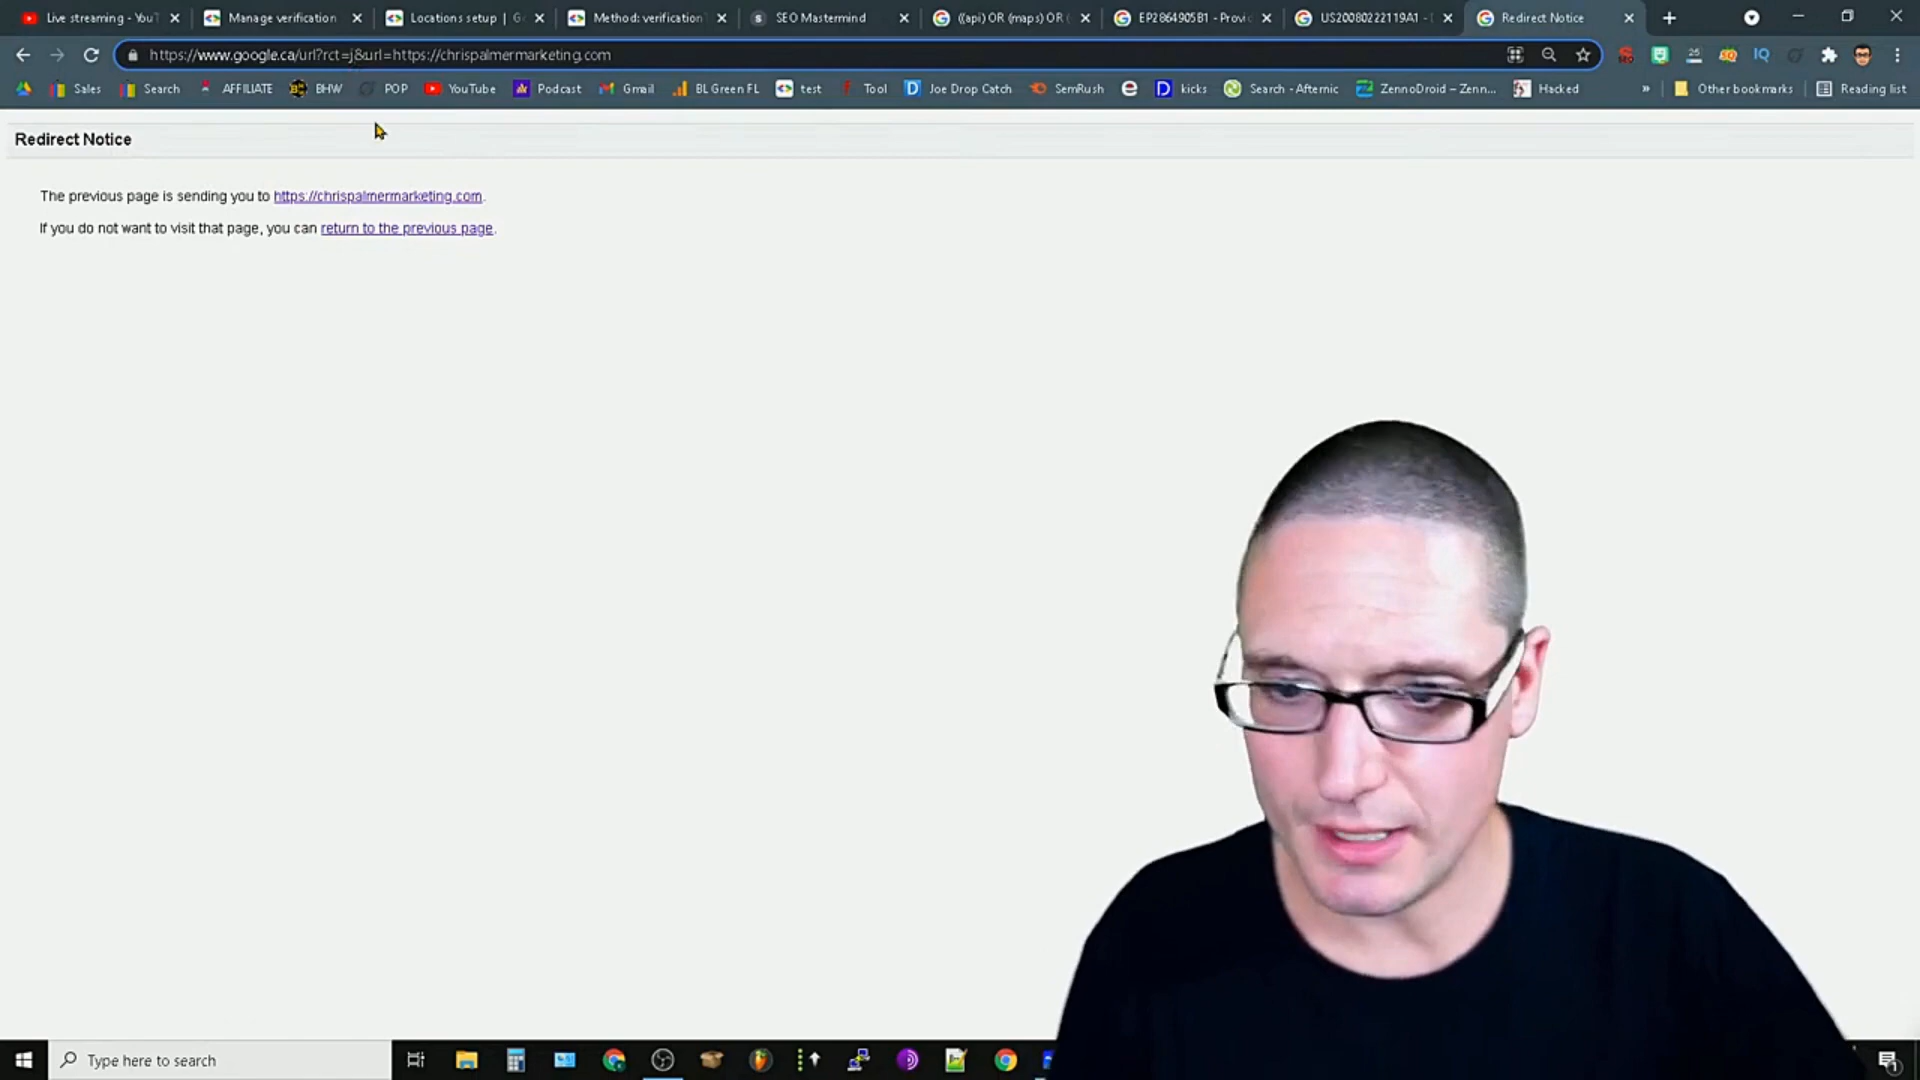 Live streaming - YouT
Manage verification
Locations setup | Go
Method: verification
SEO Mastermind
((api) OR (maps) OR (
EP2864905B1 - Provi
US20080222119A1 - D
Redirect Notice
https://www.google.ca/url?rct=j&url=https://chrispalmermarketing.com
25
IQ
Sales
Search
AFFILIATE
BHW
POP
YouTube
Podcast
Gmail
BL Green FL
test
Tool
Joe Drop Catch
SemRush
kicks
Search - Afternic
ZennoDroid – Zenn...
Hacked
»
Other bookmarks
Reading list
Redirect Notice
The previous page is sending you to https://chrispalmermarketing.com.
If you do not want to visit that page, you can return to the previous page.
Type here to search